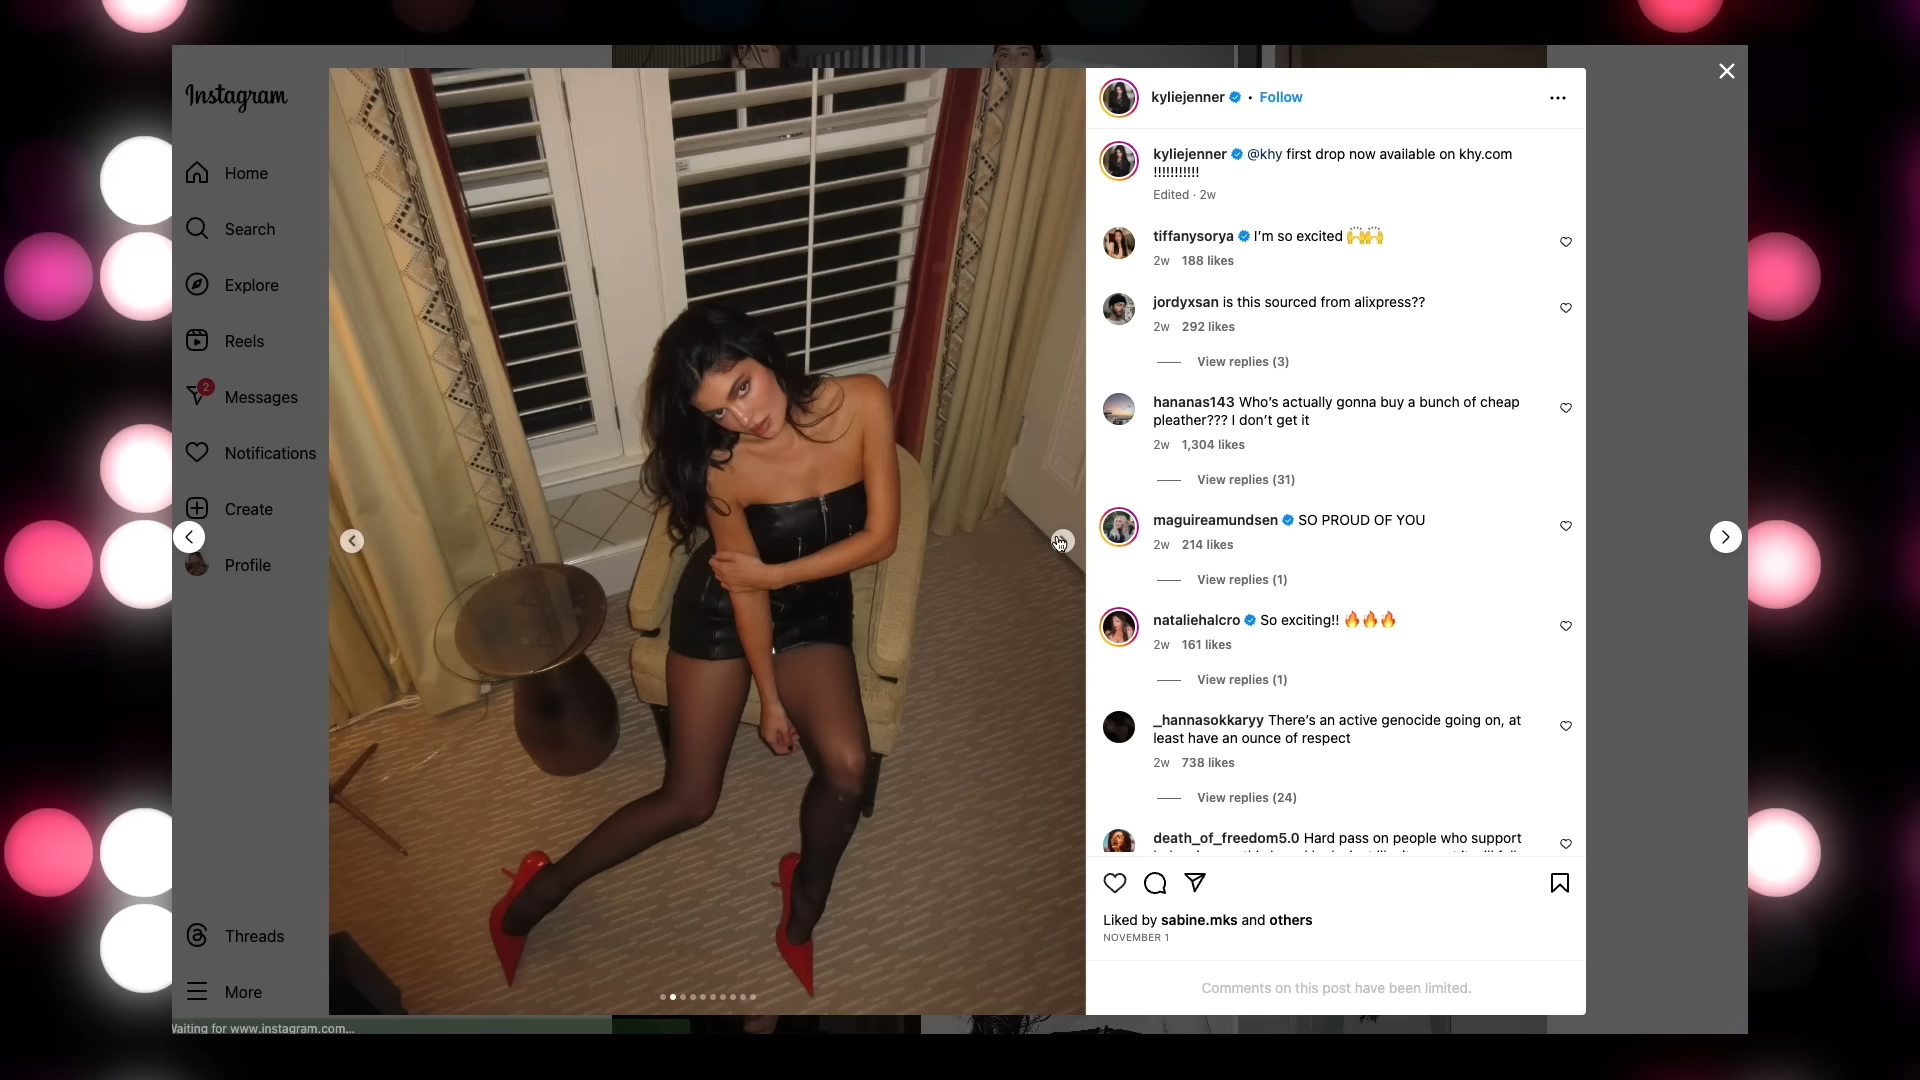 Instagram
Home
Search
Explore
Reels
2
Messages
Notifications
Create
Profile
Threads
More
Waiting for www.instagram.com...
kyliejenner • Follow
kyliejenner @khy first drop now available on khy.com
!!!!!!!!!!!
Edited · 2w
tiffanysorya I'm so excited 🙌🙌
2w 188 likes
jordyxsan is this sourced from alixpress??
2w 292 likes
View replies (3)
hananas143 Who's actually gonna buy a bunch of cheap
pleather??? I don't get it
2w 1,304 likes
View replies (31)
maguireamundsen SO PROUD OF YOU
2w 214 likes
View replies (1)
nataliehalcro So exciting!! 🔥🔥🔥
2w 161 likes
View replies (1)
_hannasokkaryy There's an active genocide going on, at
least have an ounce of respect
2w 738 likes
View replies (24)
death_of_freedom5.0 Hard pass on people who support
Liked by sabine.mks and others
NOVEMBER 1
Comments on this post have been limited.